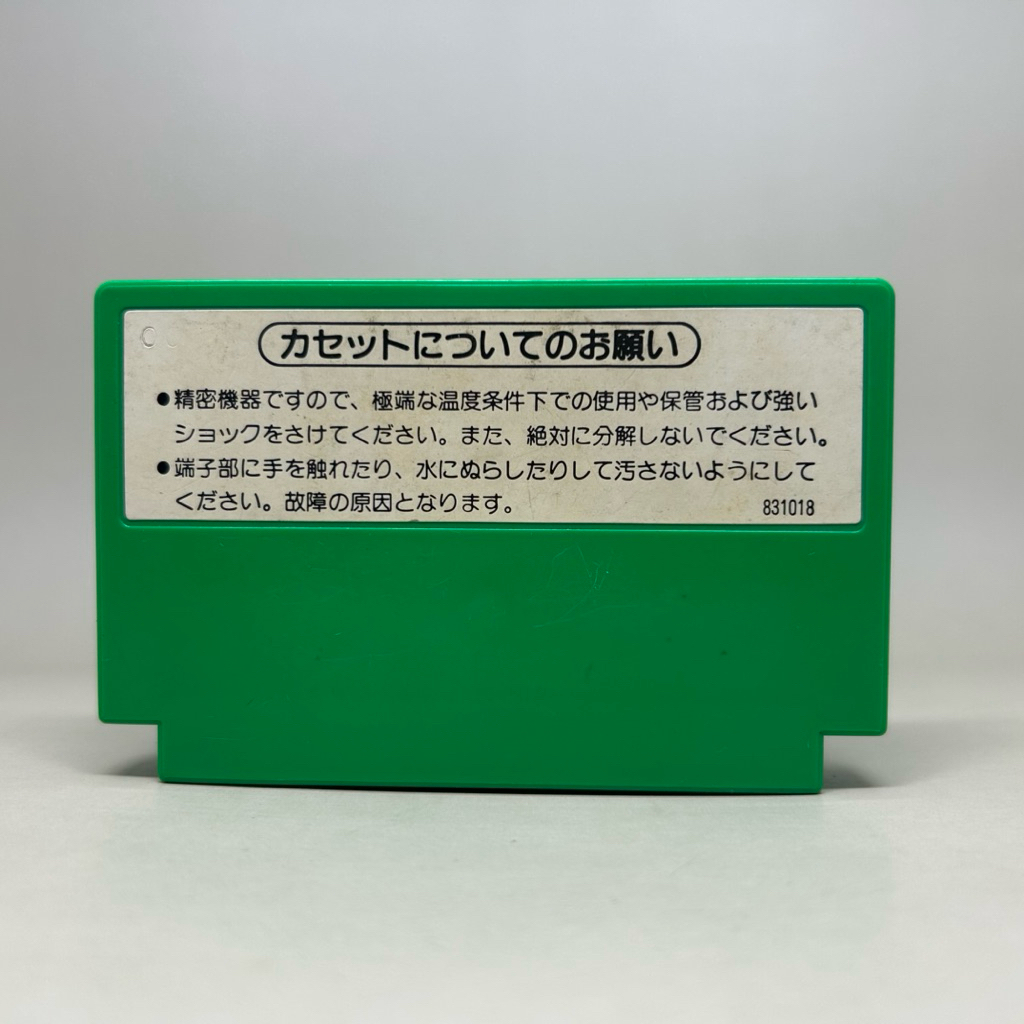 カセットについてのお願い
●精密機器ですので、極端な温度条件下での使用や保管および強い
ショックをさけてください。また、絶対に分解しないでください。
●端子部に手を触れたり、水にぬらしたりして汚さないようにして
ください。故障の原因となります。
831018